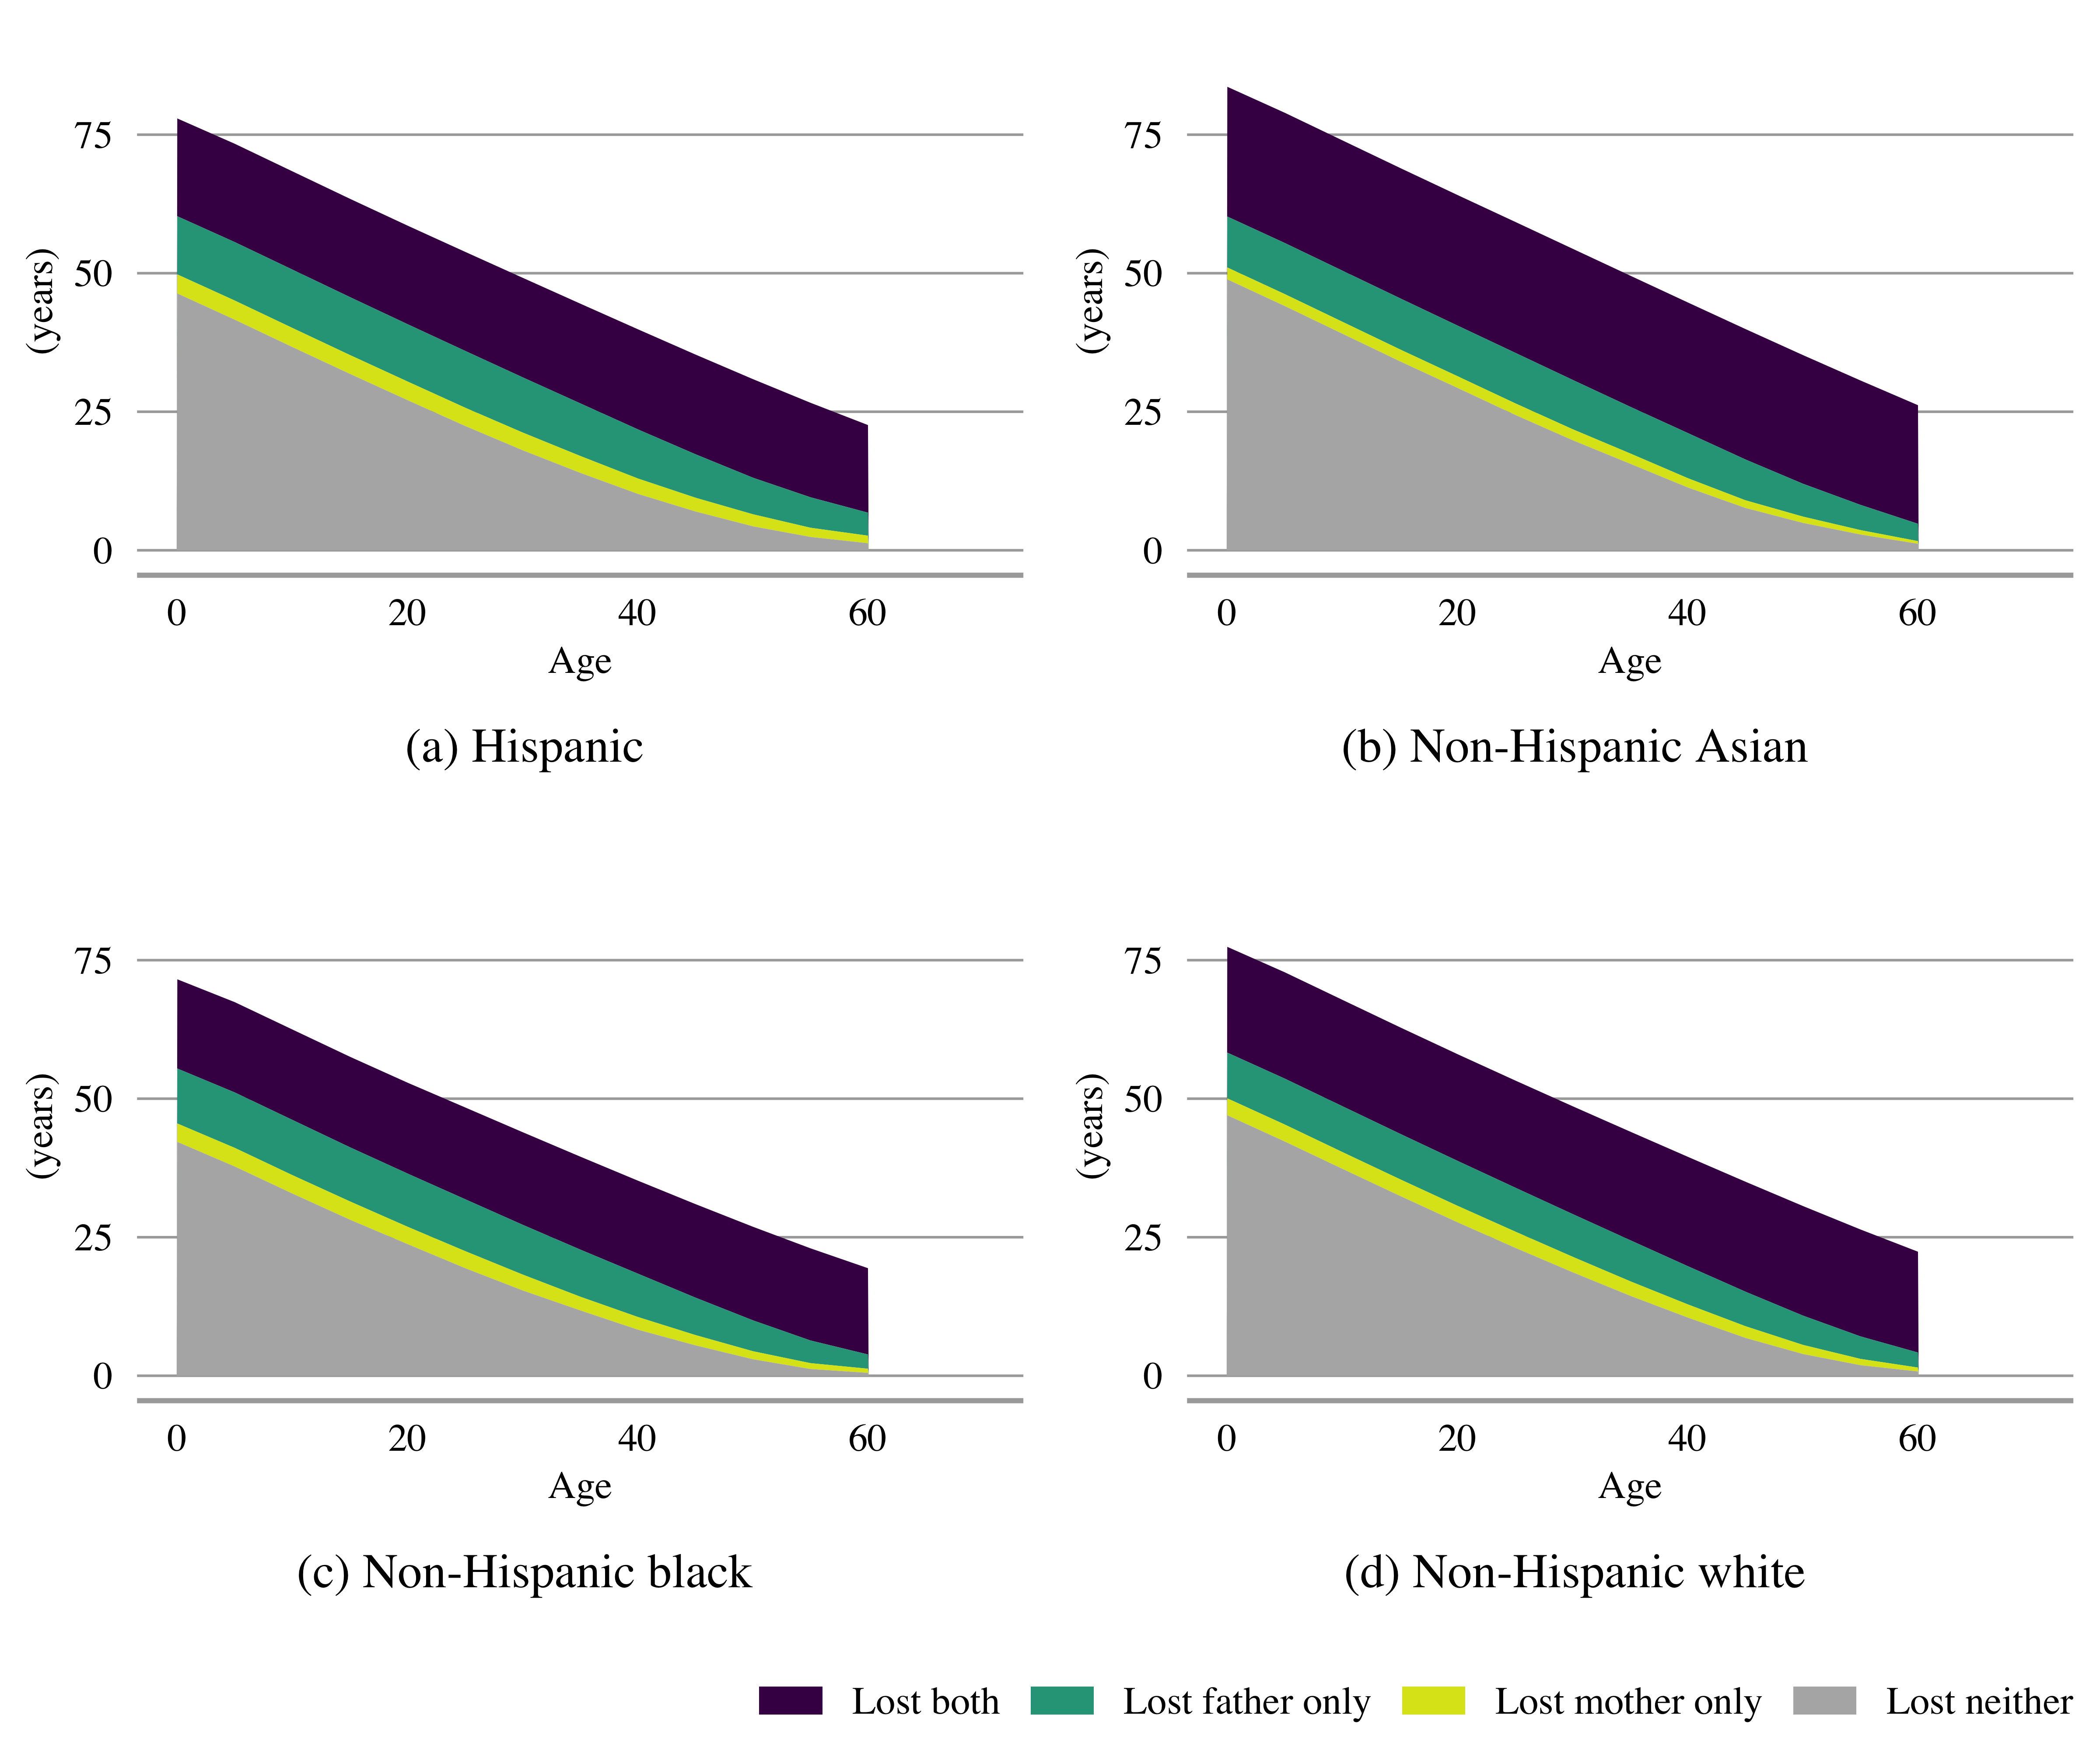 75
50
25
0
(years)
0 20 40 60
Age
(a) Hispanic
75
50
25
0
(years)
0 20 40 60
Age
(b) Non-Hispanic Asian
75
50
25
0
(years)
0 20 40 60
Age
(c) Non-Hispanic black
75
50
25
0
(years)
0 20 40 60
Age
(d) Non-Hispanic white
Lost both Lost father only Lost mother only Lost neither